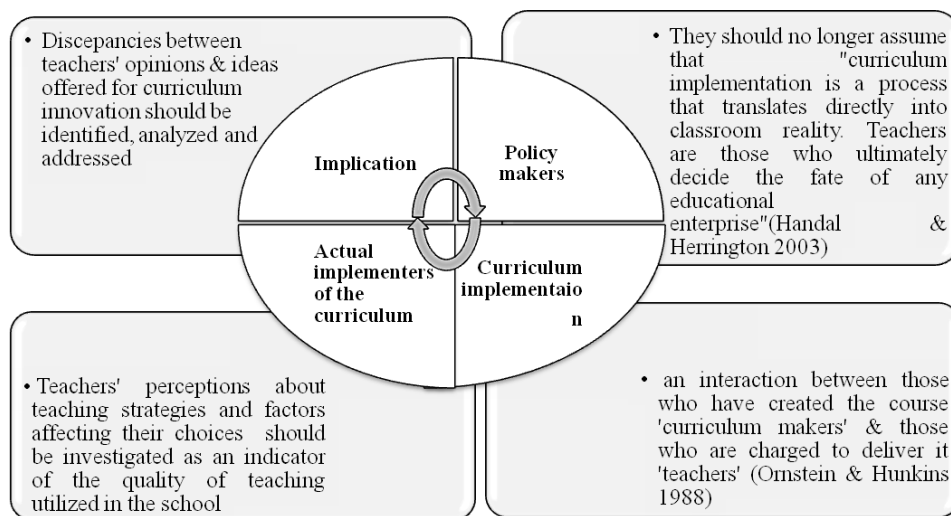 • Discrepancies between
teachers' opinions & ideas
offered for curriculum
innovation should be
identified, analyzed and
addressed
Implication
Policy
makers
• They should no longer assume
that "curriculum
implementation is a process
that translates directly into
classroom reality. Teachers
are those who ultimately
decide the fate of any
educational
enterprise"(Handal &
Herrington 2003)
Actual
implementers
of the
curriculum
Curriculum
implementaio
n
• Teachers' perceptions about
teaching strategies and factors
affecting their choices should
be investigated as an indicator
of the quality of teaching
utilized in the school
• an interaction between those
who have created the course
'curriculum makers' & those
who are charged to deliver it
'teachers' (Ornstein & Hunkins
1988)